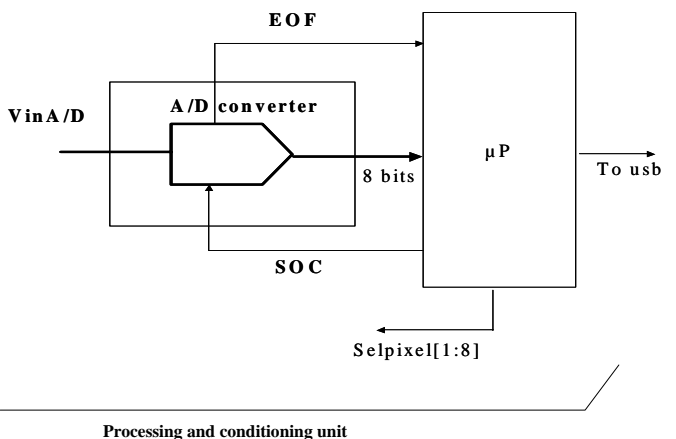 EOF
VinA/D
A/D converter
8 bits
µP
To usb
SOC
Selpixel[1:8]
Processing and conditioning unit